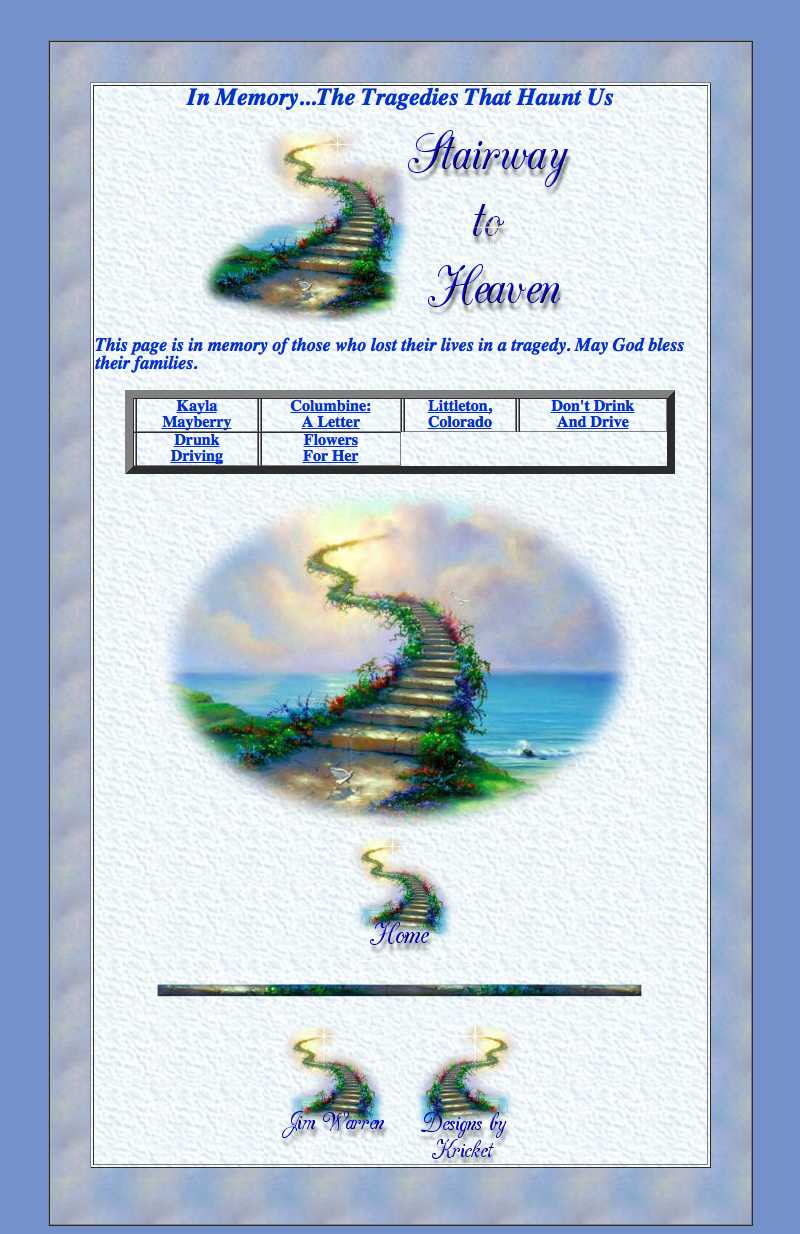 In Memory...The Tragedies That Haunt Us
Stairway
to
Heaven
This page is in memory of those who lost their lives in a tragedy. May God bless
their families.
Kayla
Mayberry
Columbine:
A Letter
Littleton,
Colorado
Don't Drink
And Drive
Drunk
Driving
Flowers
For Her
Home
Jim Warren
Designs by
Kricket